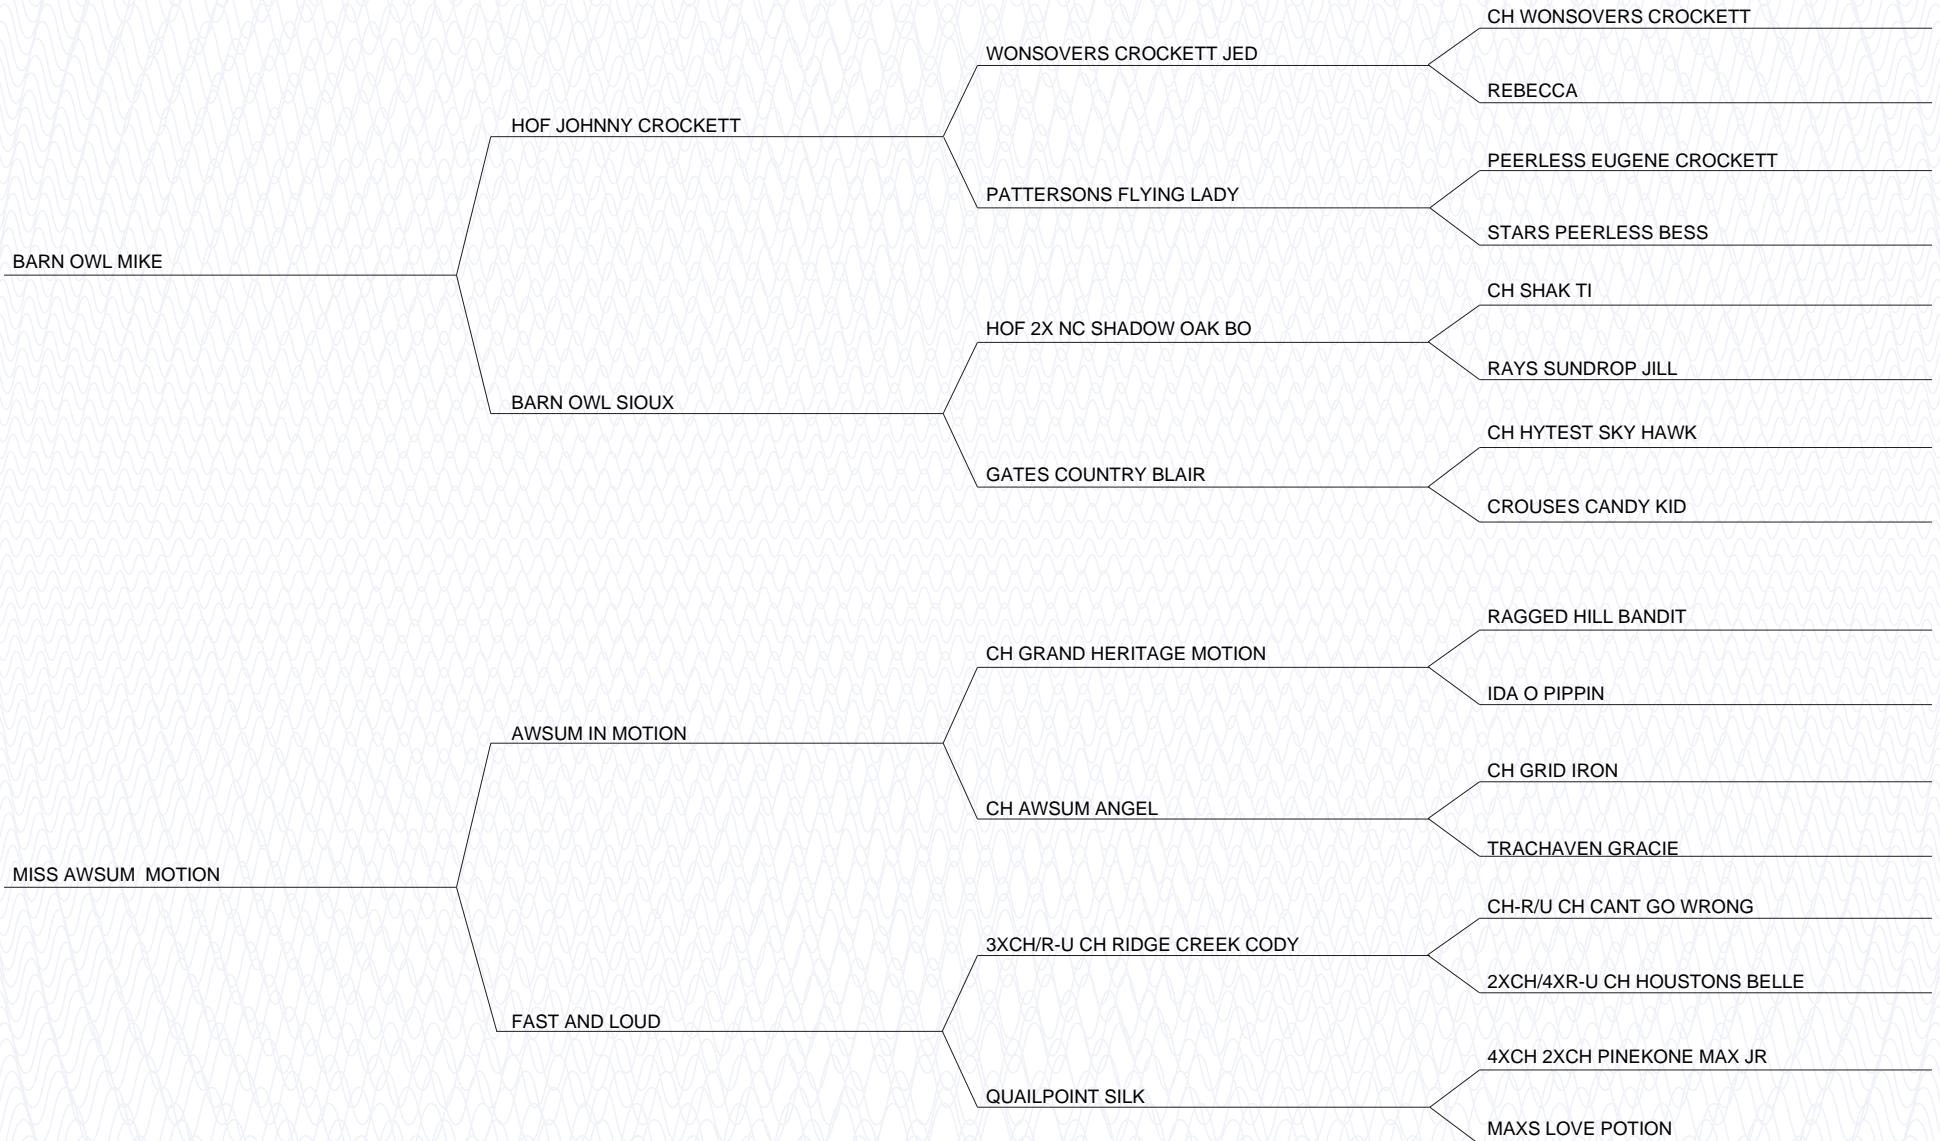 CH WONSOVERS CROCKETT
WONSOVERS CROCKETT JED
REBECCA
HOF JOHNNY CROCKETT
PEERLESS EUGENE CROCKETT
PATTERSONS FLYING LADY
STARS PEERLESS BESS
BARN OWL MIKE
CH SHAK TI
HOF 2X NC SHADOW OAK BO
RAYS SUNDROP JILL
BARN OWL SIOUX
CH HYTEST SKY HAWK
GATES COUNTRY BLAIR
CROUSES CANDY KID
RAGGED HILL BANDIT
CH GRAND HERITAGE MOTION
IDA O PIPPIN
AWSUM IN MOTION
CH GRID IRON
CH AWSUM ANGEL
TRACHAVEN GRACIE
MISS AWSUM  MOTION
CH-R/U CH CANT GO WRONG
3XCH/R-U CH RIDGE CREEK CODY
2XCH/4XR-U CH HOUSTONS BELLE
FAST AND LOUD
4XCH 2XCH PINEKONE MAX JR
QUAILPOINT SILK
MAXS LOVE POTION